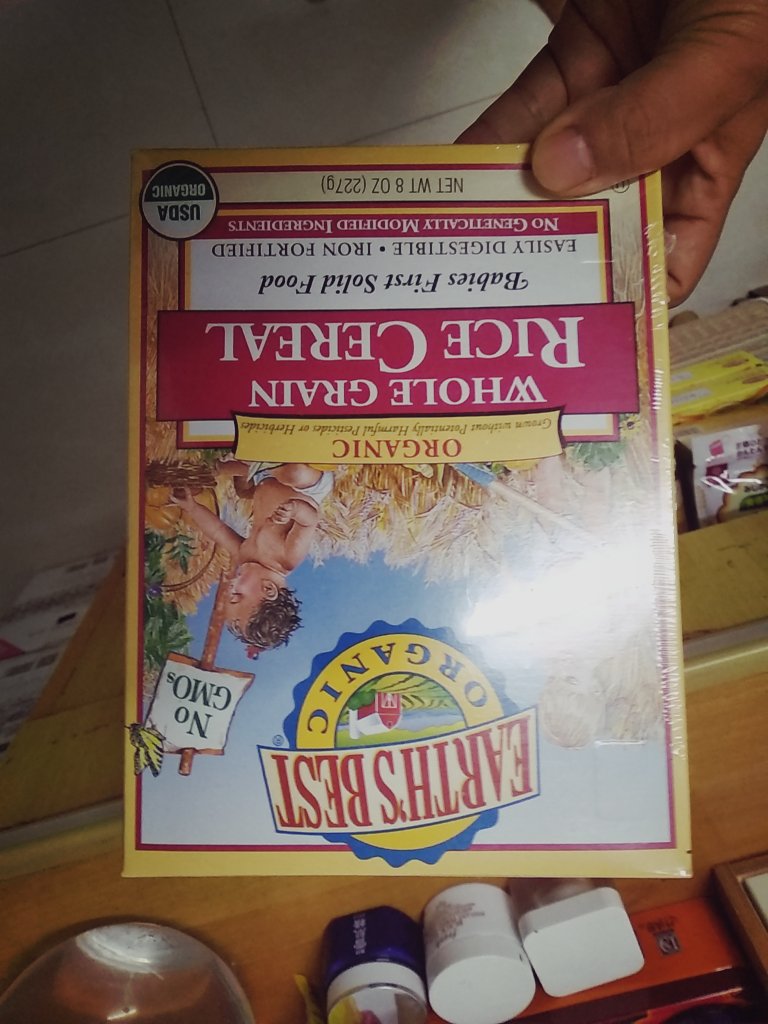 ORGANIC
EARTH'S BEST®
No
GMOs
ORGANIC
Grown without Potentially Harmful Pesticides or Herbicides
WHOLE GRAIN
RICE CEREAL
Babies First Solid Food
EASILY DIGESTIBLE • IRON FORTIFIED
NO GENETICALLY MODIFIED INGREDIENTS
NET WT 8 OZ (227g)
USDA
ORGANIC